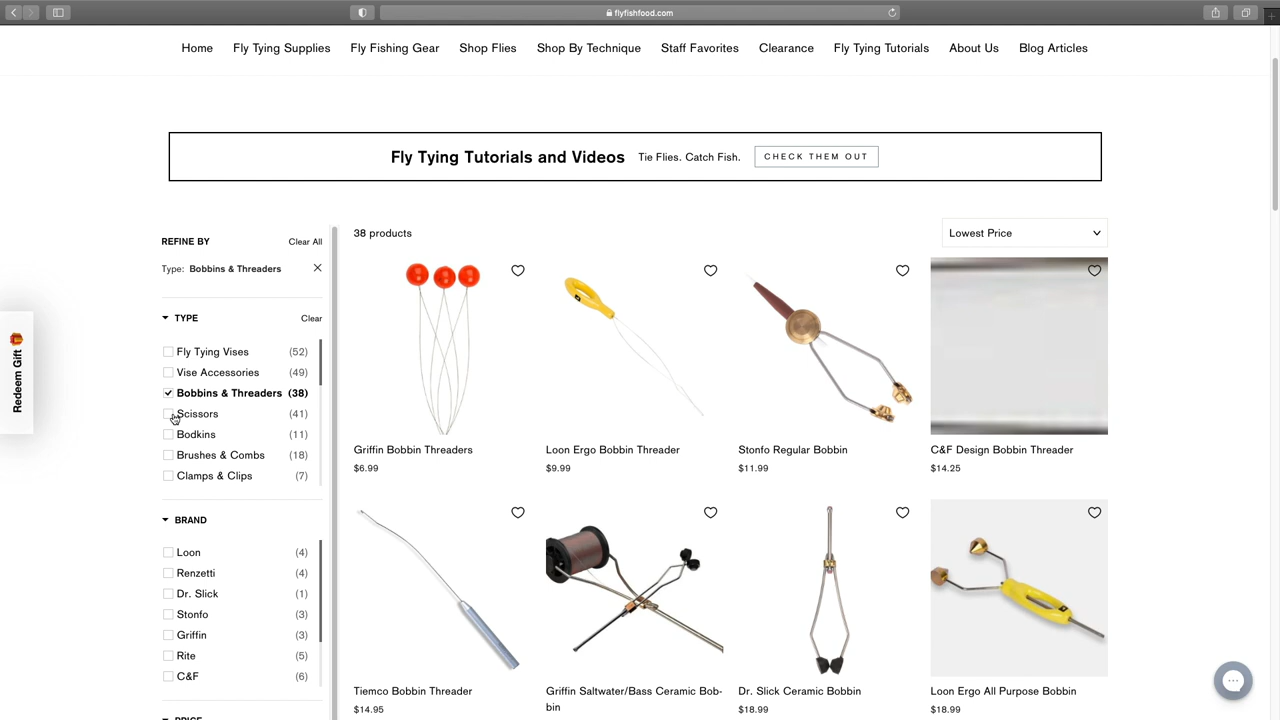 flyfishfood.com
Home Fly Tying Supplies Fly Fishing Gear Shop Flies Shop By Technique Staff Favorites Clearance Fly Tying Tutorials About Us Blog Articles
Fly Tying Tutorials and Videos Tie Flies. Catch Fish. CHECK THEM OUT
REFINE BY Clear All
Type: Bobbins & Threaders
TYPE Clear
Fly Tying Vises (52)
Vise Accessories (49)
Bobbins & Threaders (38)
Scissors (41)
Bodkins (11)
Brushes & Combs (18)
Clamps & Clips (7)
BRAND
Loon (4)
Renzetti (4)
Dr. Slick (1)
Stonfo (3)
Griffin (3)
Rite (5)
C&F (6)
PRICE
Redeem Gift
38 products Lowest Price
Griffin Bobbin Threaders
$6.99
Loon Ergo Bobbin Threader
$9.99
Stonfo Regular Bobbin
$11.99
C&F Design Bobbin Threader
$14.25
Tiemco Bobbin Threader
$14.95
Griffin Saltwater/Bass Ceramic Bob-
bin
Dr. Slick Ceramic Bobbin
$18.99
Loon Ergo All Purpose Bobbin
$18.99